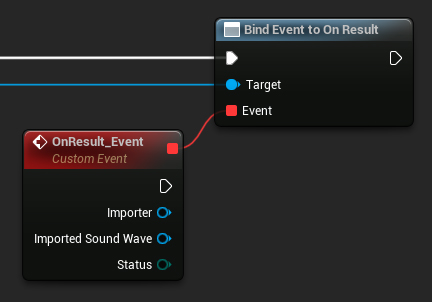 Bind Event to On Result
Target
Event
OnResult_Event
Custom Event
Importer
Imported Sound Wave
Status